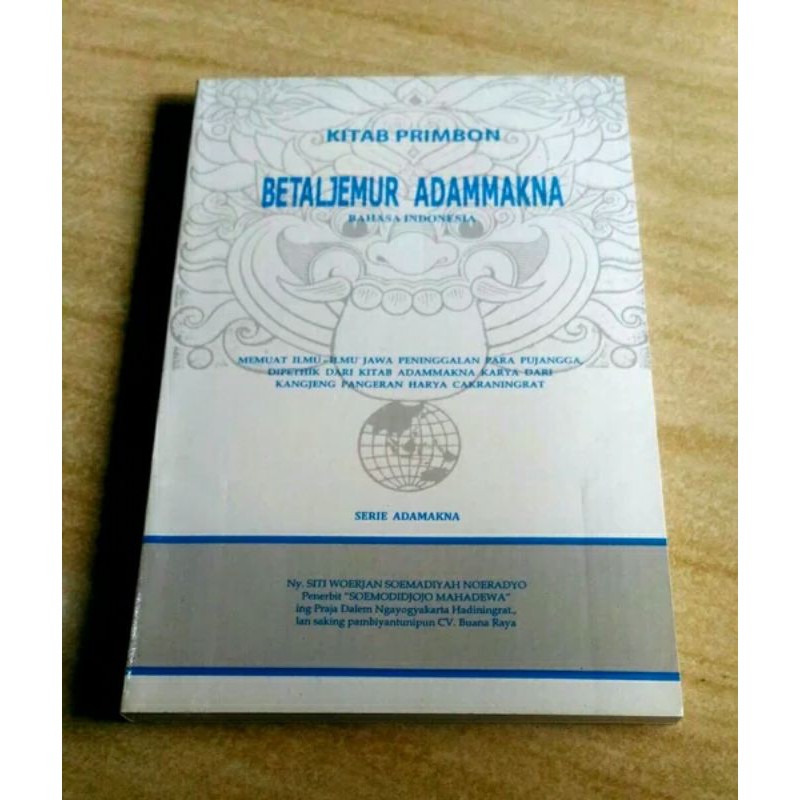 KITAB PRIMBON
BETALJEMUR ADAMMAKNA
BAHASA INDONESIA
MEMUAT ILMU-ILMU JAWA PENINGGALAN PARA PUJANGGA
DIPETHIK DARI KITAB ADAMMAKNA KARYA DARI
KANGJENG PANGERAN HARYA CAKRANINGRAT
SERIE ADAMAKNA
Ny. SITI WOERJAN SOEMADIYAH NOERADYO
Penerbit "SOEMODIDJOJO MAHADEWA"
ing Praja Dalem Ngayogyakarta Hadiningrat.,
lan saking pambiyantunipun CV. Buana Raya